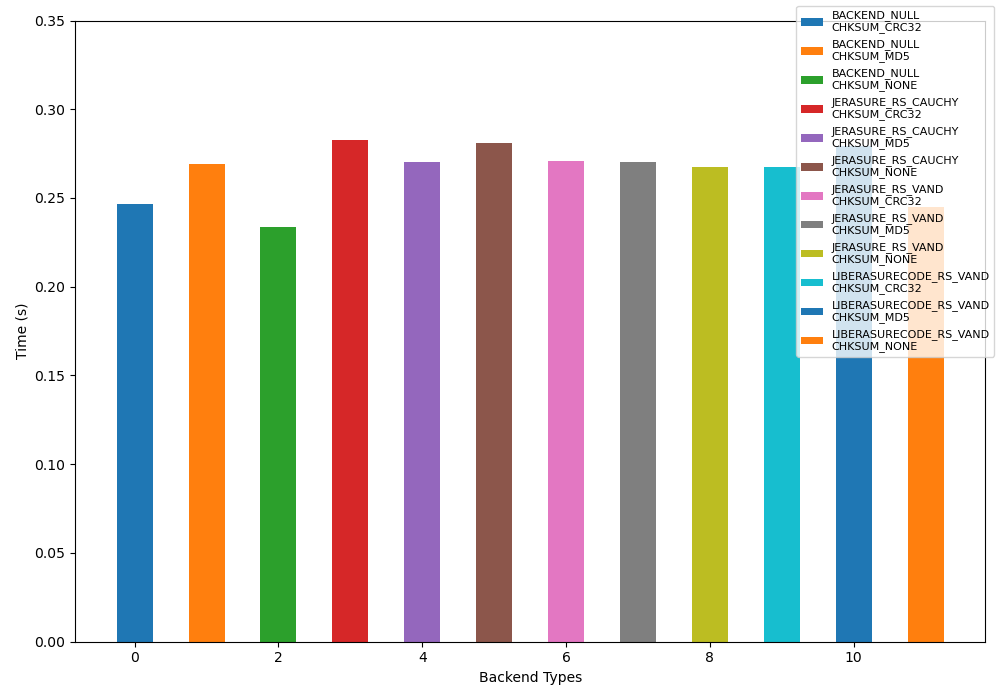 0.35
0.30
0.25
0.20
0.15
0.10
0.05
0.00
Time (s)
0
2
4
6
8
10
Backend Types
BACKEND_NULL
CHKSUM_CRC32
BACKEND_NULL
CHKSUM_MD5
BACKEND_NULL
CHKSUM_NONE
JERASURE_RS_CAUCHY
CHKSUM_CRC32
JERASURE_RS_CAUCHY
CHKSUM_MD5
JERASURE_RS_CAUCHY
CHKSUM_NONE
JERASURE_RS_VAND
CHKSUM_CRC32
JERASURE_RS_VAND
CHKSUM_MD5
JERASURE_RS_VAND
CHKSUM_NONE
LIBERASURECODE_RS_VAND
CHKSUM_CRC32
LIBERASURECODE_RS_VAND
CHKSUM_MD5
LIBERASURECODE_RS_VAND
CHKSUM_NONE